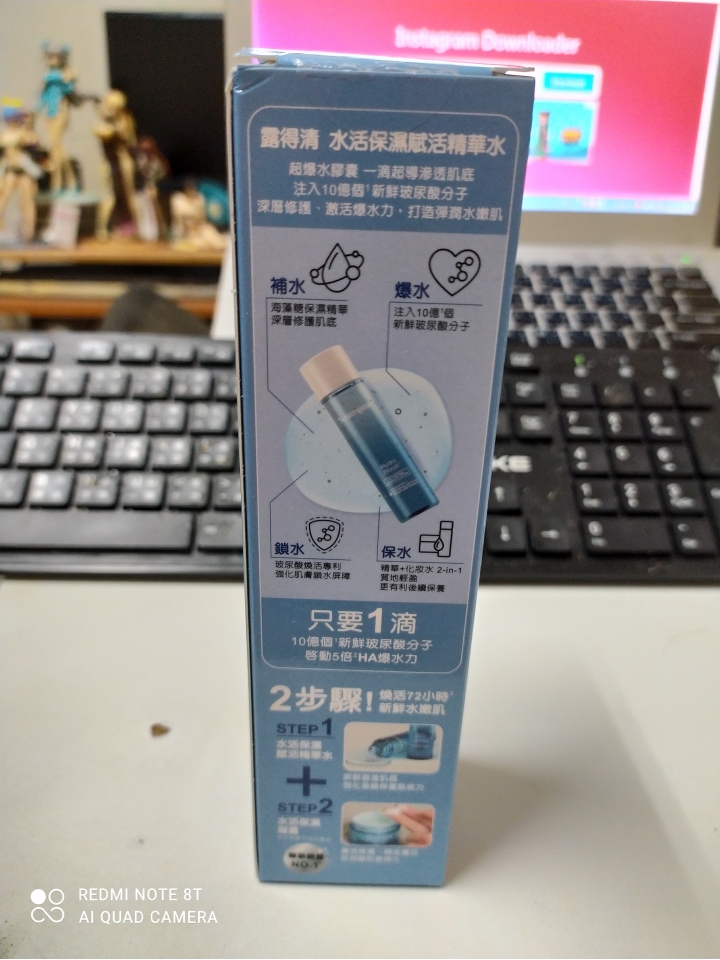 Instagram Downloader
露得清 水活保濕賦活精華水
超爆水膠囊 一滴超導滲透肌底
注入10億個¹新鮮玻尿酸分子
深層修護、激活爆水力，打造彈潤水嫩肌
補水
海藻糖保濕精華
深層修護肌底
爆水
注入10億¹個
新鮮玻尿酸分子
鎖水
玻尿酸煥活專利
強化肌膚鎖水屏障
保水
精華+化妝水 2-in-1
質地輕盈
更有利後續保養
只要1滴
10億個¹新鮮玻尿酸分子
啓動5倍²HA爆水力
2步驟!
煥活72小時³
新鮮水嫩肌
STEP1
水活保濕
賦活精華水
+
STEP2
水活保濕
凝露
NO.1
REDMI NOTE 8T
AI QUAD CAMERA